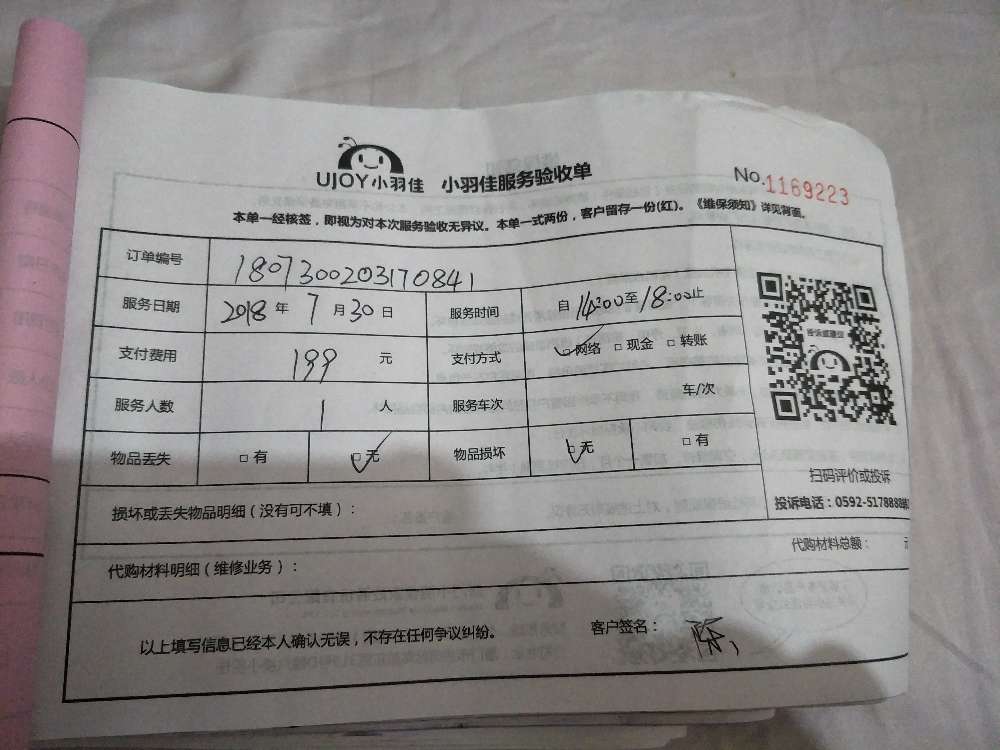 UJOY小羽佳 小羽佳服务验收单 No.1169223
本单一经核签，即视为对本次服务验收无异议。本单一式两份，客户留存一份(红)。《维保须知》详见背面。
订单编号 1807300203170841
服务日期 2018 年 7 月 30 日 服务时间 自 14:00 至 18:00 止
支付费用 199 元 支付方式 □网络 □现金 □转账
服务人数 1 人 服务车次 车/次
物品丢失 □有 □无 物品损坏 □无 □有
扫码评价或投诉
投诉电话：0592-5178888
损坏或丢失物品明细（没有可不填）：
代购材料总额：
代购材料明细（维修业务）：
以上填写信息已经本人确认无误，不存在任何争议纠纷。 客户签名：